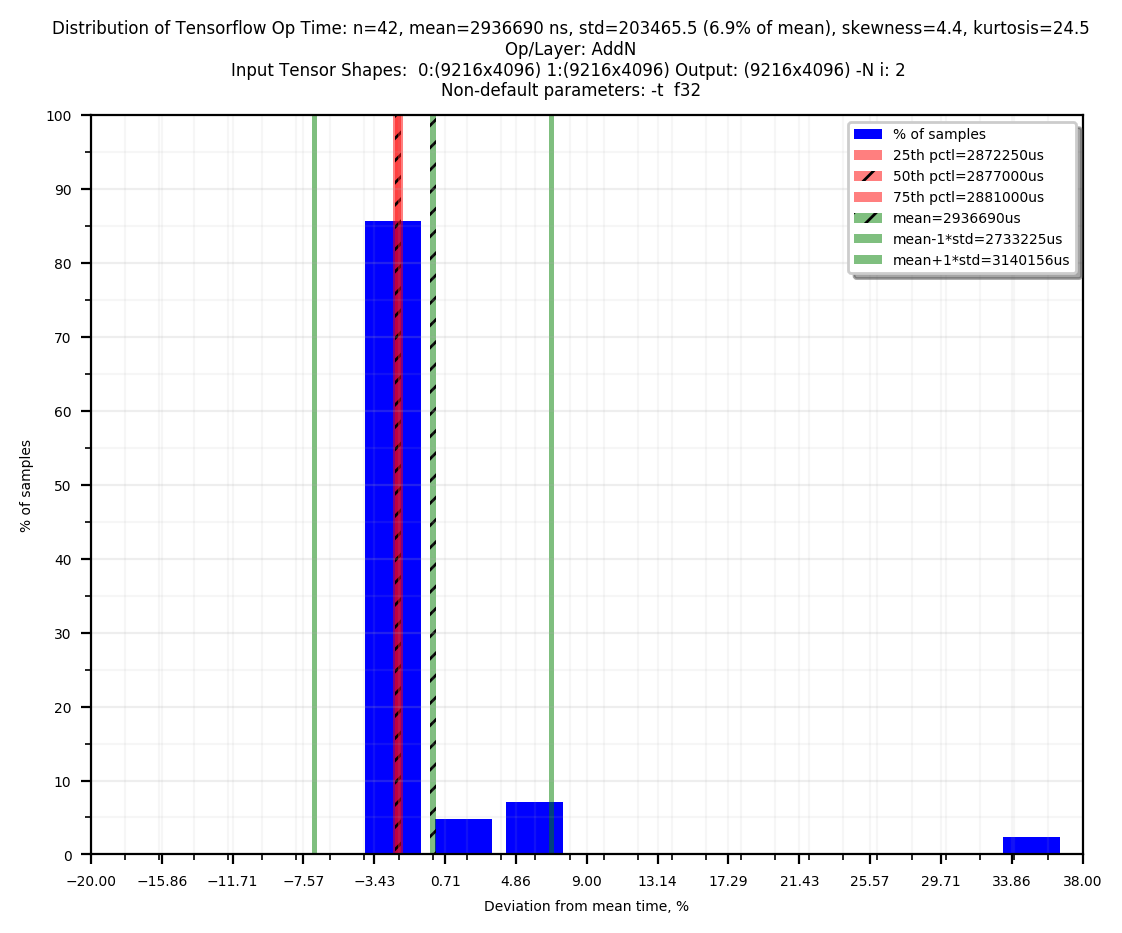 Distribution of Tensorflow Op Time: n=42, mean=2936690 ns, std=203465.5 (6.9% of mean), skewness=4.4, kurtosis=24.5
Op/Layer: AddN
Input Tensor Shapes:  0:(9216x4096) 1:(9216x4096) Output: (9216x4096) -N i: 2
Non-default parameters: -t  f32
100
90
80
70
60
50
40
30
20
10
0
% of samples
% of samples
25th pctl=2872250us
50th pctl=2877000us
75th pctl=2881000us
mean=2936690us
mean-1*std=2733225us
mean+1*std=3140156us
−20.00 −15.86 −11.71 −7.57 −3.43 0.71 4.86 9.00 13.14 17.29 21.43 25.57 29.71 33.86 38.00
Deviation from mean time, %